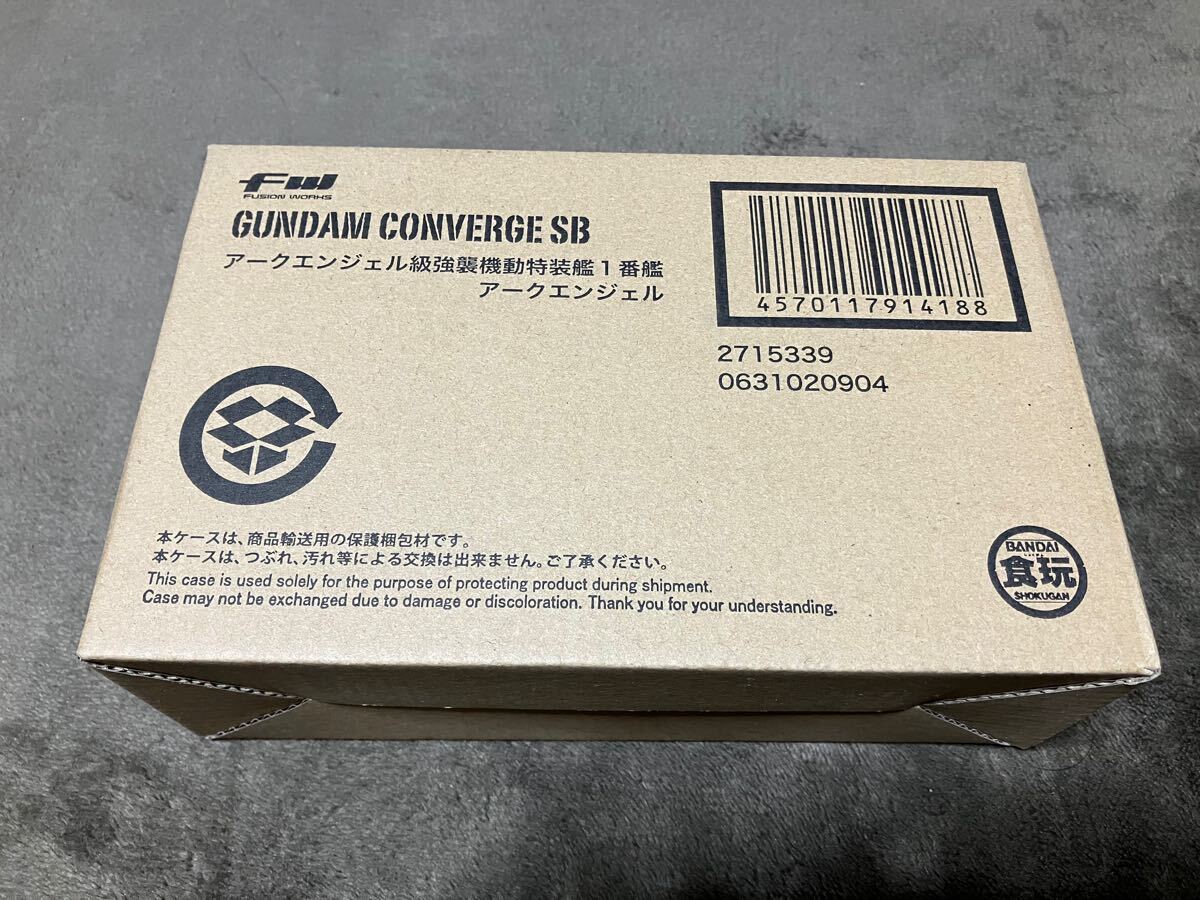 FW
FUSION WORKS
GUNDAM CONVERGE SB
アークエンジェル級強襲機動特装艦1番艦
アークエンジェル
4570117914188
2715339
0631020904
本ケースは、商品輸送用の保護梱包材です。
本ケースは、つぶれ、汚れ等による交換は出来ません。ご了承ください。
This case is used solely for the purpose of protecting product during shipment.
Case may not be exchanged due to damage or discoloration. Thank you for your understanding.
BANDAI
しょくがん
食玩
SHOKUGAN